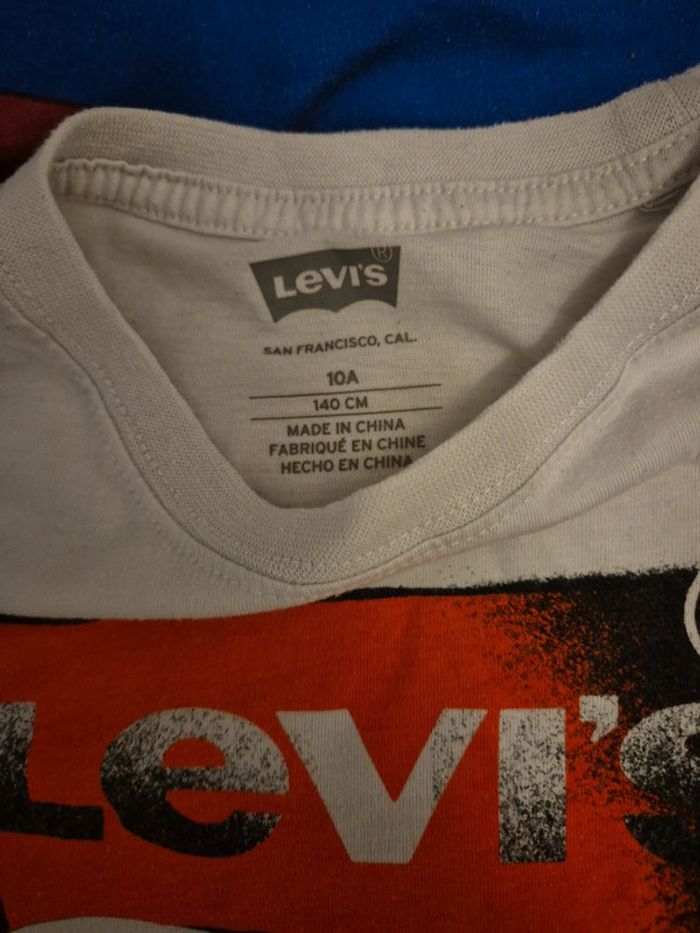 Levi's ®
SAN FRANCISCO, CAL.
10A
140 CM
MADE IN CHINA
FABRIQUÉ EN CHINE
HECHO EN CHINA
Levi's